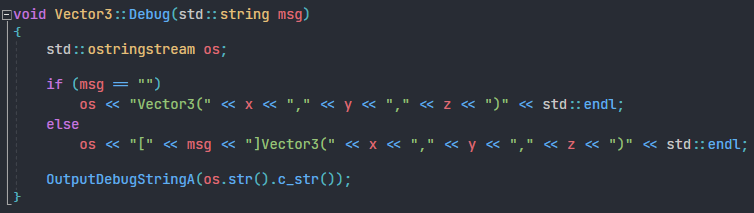 void Vector3::Debug(std::string msg)
{
    std::ostringstream os;

    if (msg == "")
        os << "Vector3(" << x << "," << y << "," << z << ")" << std::endl;
    else
        os << "[" << msg << "]Vector3(" << x << "," << y << "," << z << ")" << std::endl;

    OutputDebugStringA(os.str().c_str());
}